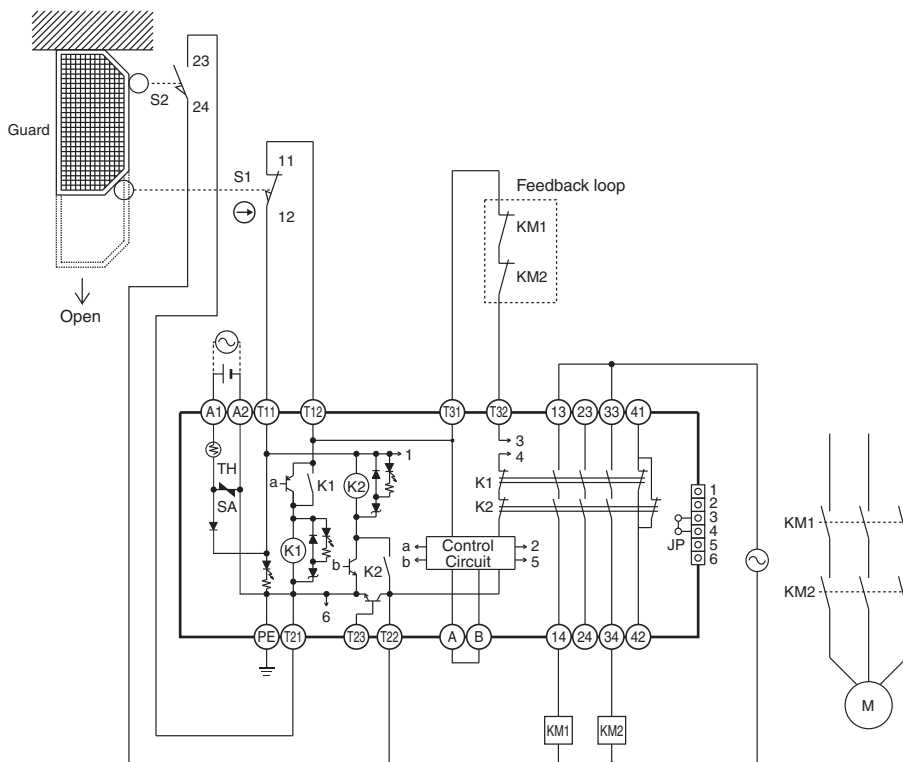 23
S2
24
Guard
11
S1
12
Open
Feedback loop
KM1
KM2
A1 A2 T11 T12 T31 T32 13 23 33 41
1
3
4
TH
SA
a
K1
K2
K1
K2
K1
b
K2
a
b
Control
Circuit
2
5
6
JP
1
2
3
4
5
6
PE T21 T23 T22 A B 14 24 34 42
KM1
KM2
KM1
KM2
M